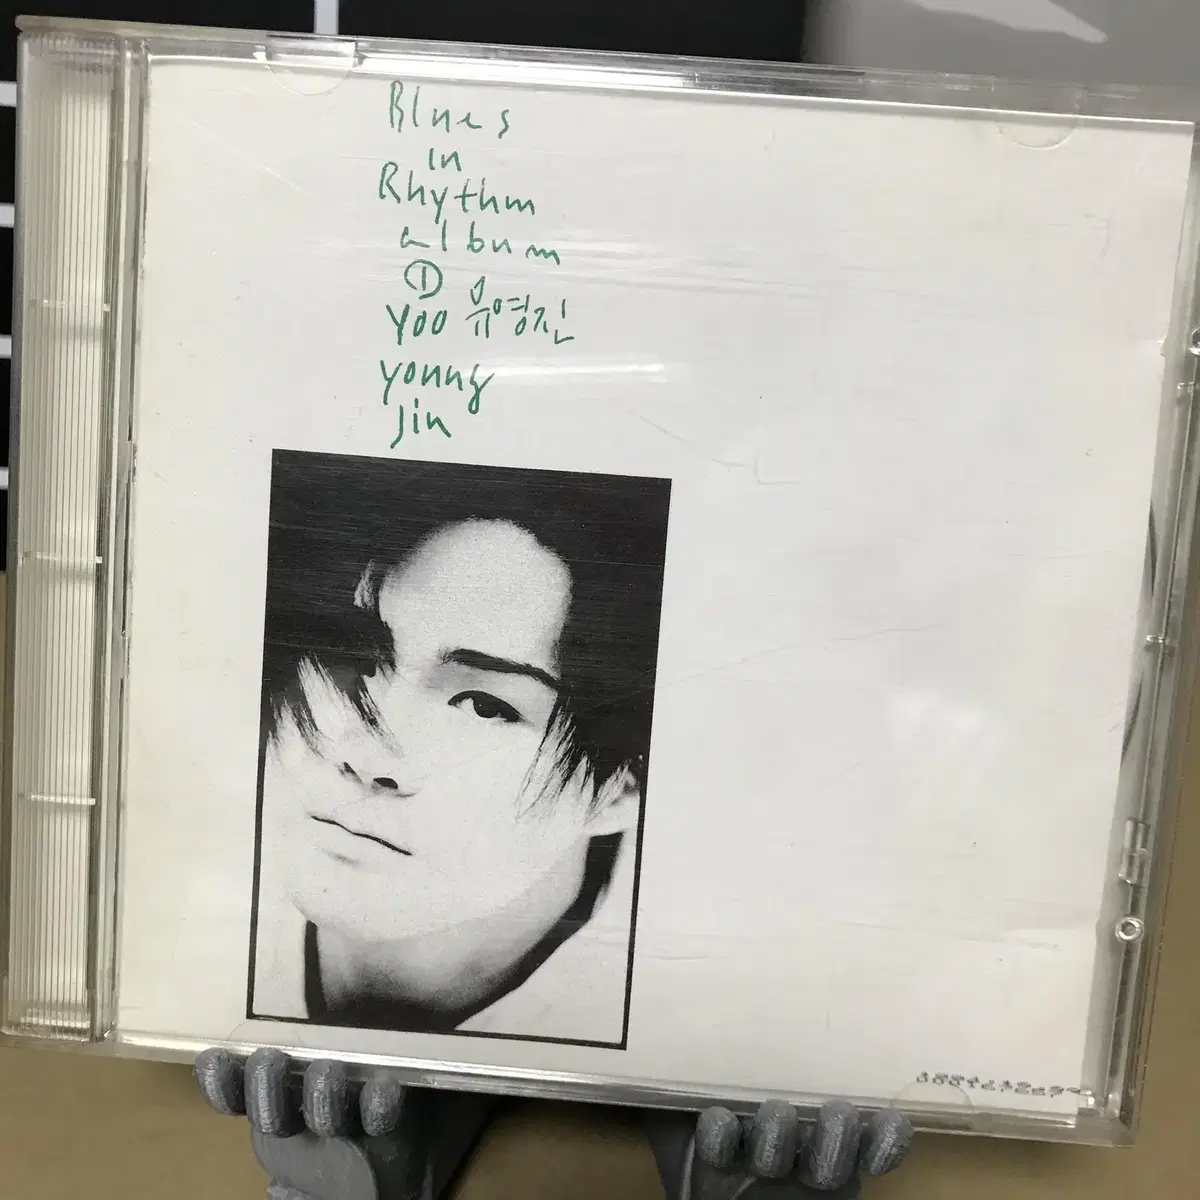 Blues
in
Rhythm
album
①
Yoo 유영진
young
Jin